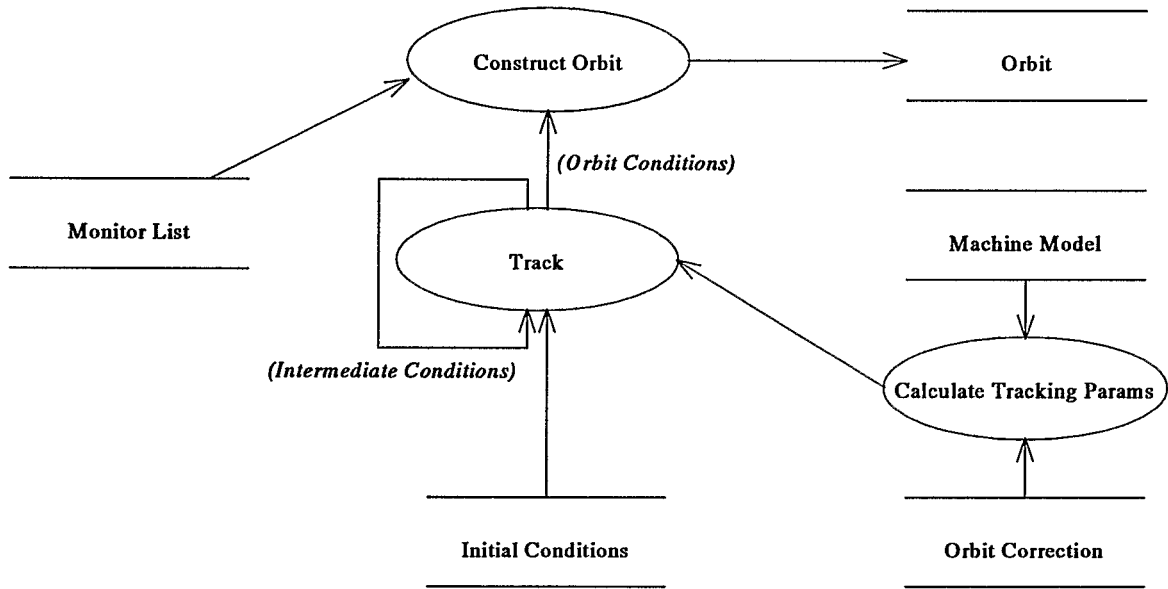 Construct Orbit
Orbit
(Orbit Conditions)
Monitor List
Track
Machine Model
(Intermediate Conditions)
Calculate Tracking Params
Initial Conditions
Orbit Correction